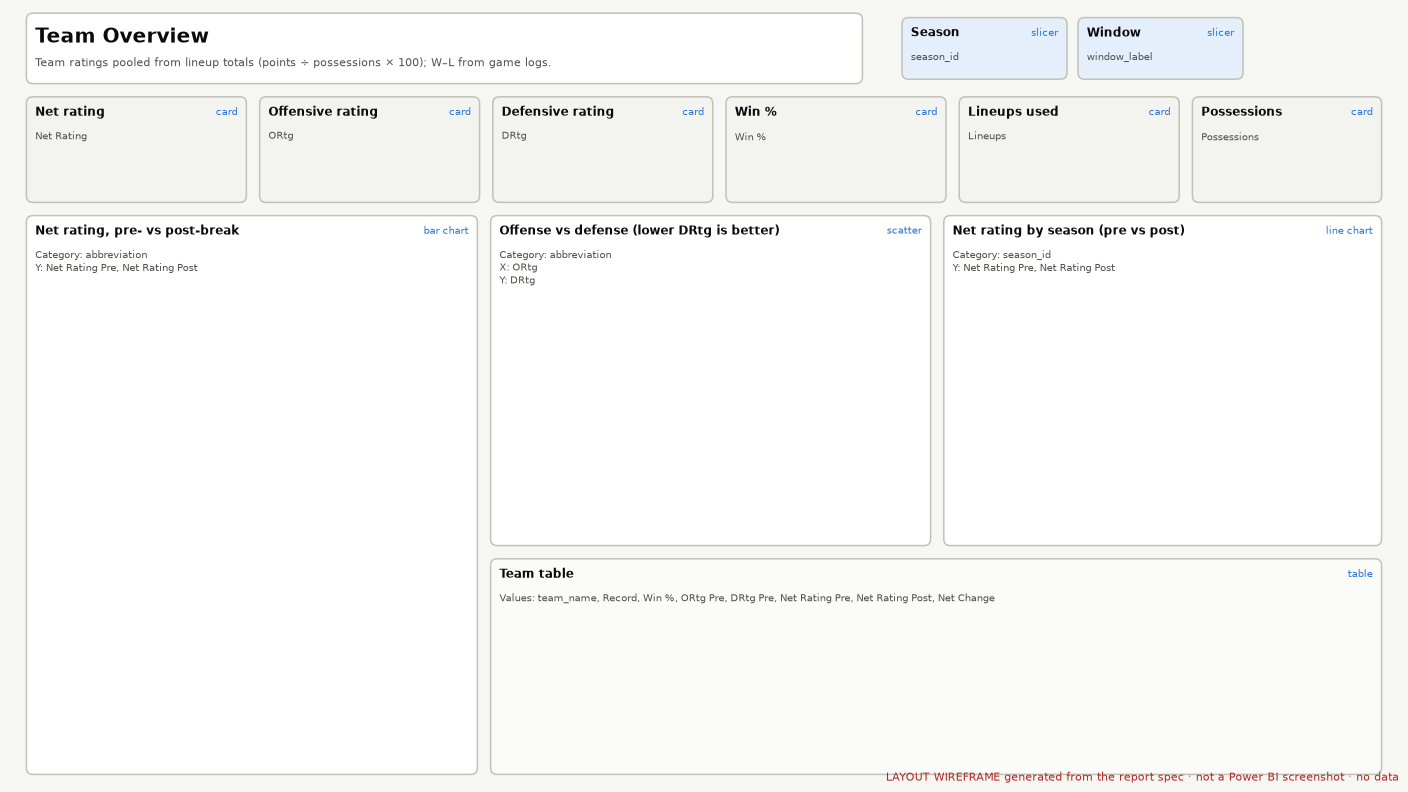 Team Overview
Team ratings pooled from lineup totals (points ÷ possessions × 100); W–L from game logs.
Season slicer
season_id
Window slicer
window_label
Net rating card
Net Rating
Offensive rating card
ORtg
Defensive rating card
DRtg
Win % card
Win %
Lineups used card
Lineups
Possessions card
Possessions
Net rating, pre- vs post-break bar chart
Category: abbreviation
Y: Net Rating Pre, Net Rating Post
Offense vs defense (lower DRtg is better) scatter
Category: abbreviation
X: ORtg
Y: DRtg
Net rating by season (pre vs post) line chart
Category: season_id
Y: Net Rating Pre, Net Rating Post
Team table table
Values: team_name, Record, Win %, ORtg Pre, DRtg Pre, Net Rating Pre, Net Rating Post, Net Change
LAYOUT WIREFRAME generated from the report spec · not a Power BI screenshot · no data